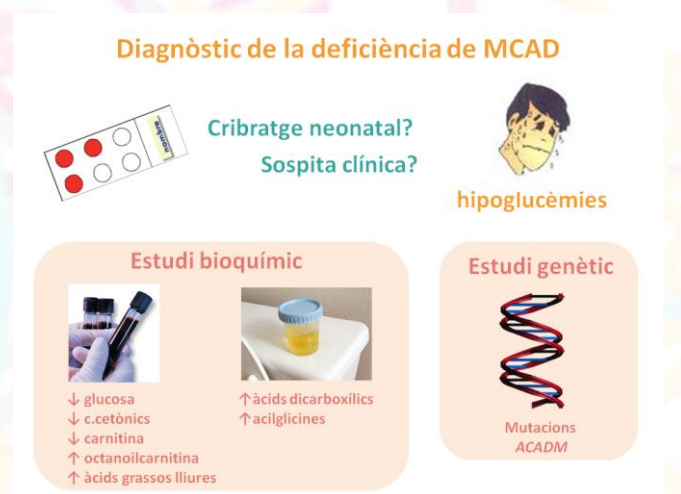 Diagnòstic de la deficiència de MCAD
nombre
Cribratge neonatal?
Sospita clínica?
hipoglucèmies
Estudi bioquímic
↓ glucosa
↓ c.cetònics
↓ carnitina
↑ octanoilcarnitina
↑ àcids grassos lliures
↑ àcids dicarboxílics
↑ acilglicines
Estudi genètic
Mutacions
ACADM